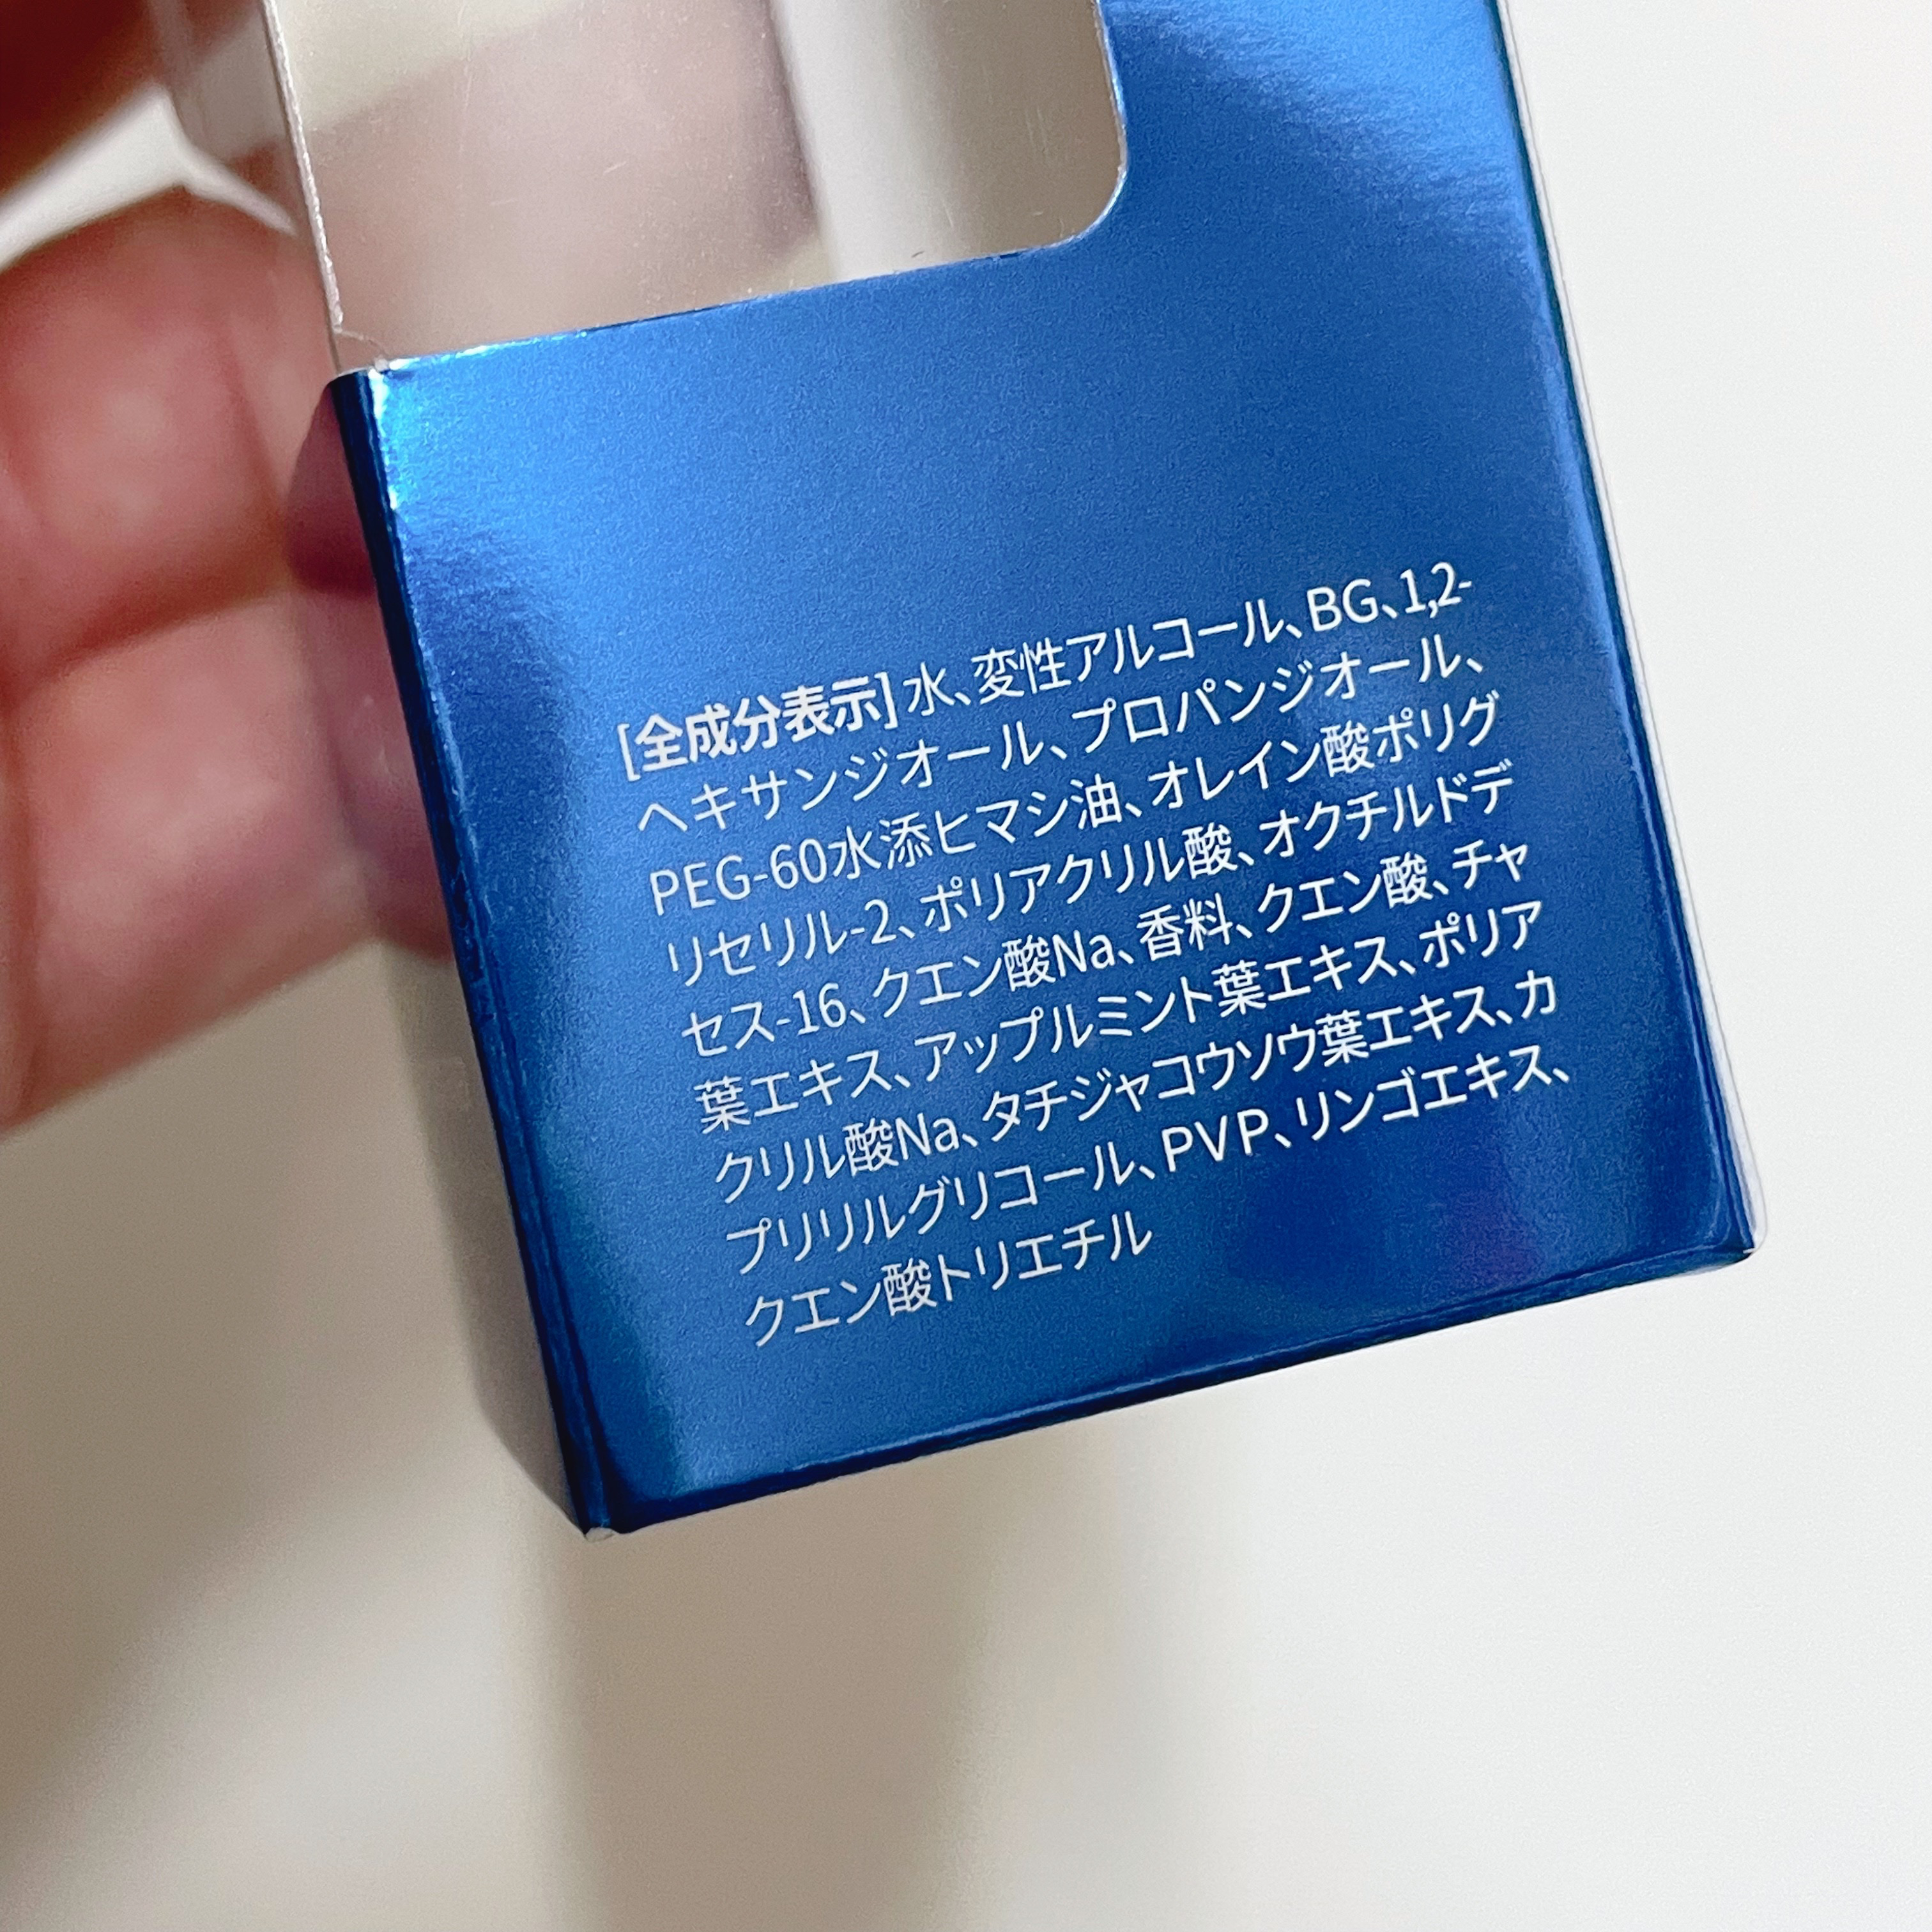 [全成分表示]水、変性アルコール、BG、1,2-
ヘキサンジオール、プロパンジオール、
PEG-60水添ヒマシ油、オレイン酸ポリグ
リセリル-2、ポリアクリル酸、オクチルドデ
セス-16、クエン酸Na、香料、クエン酸、チャ
葉エキス、アップルミント葉エキス、ポリア
クリル酸Na、タチジャコウソウ葉エキス、カ
プリリルグリコール、PVP、リンゴエキス、
クエン酸トリエチル